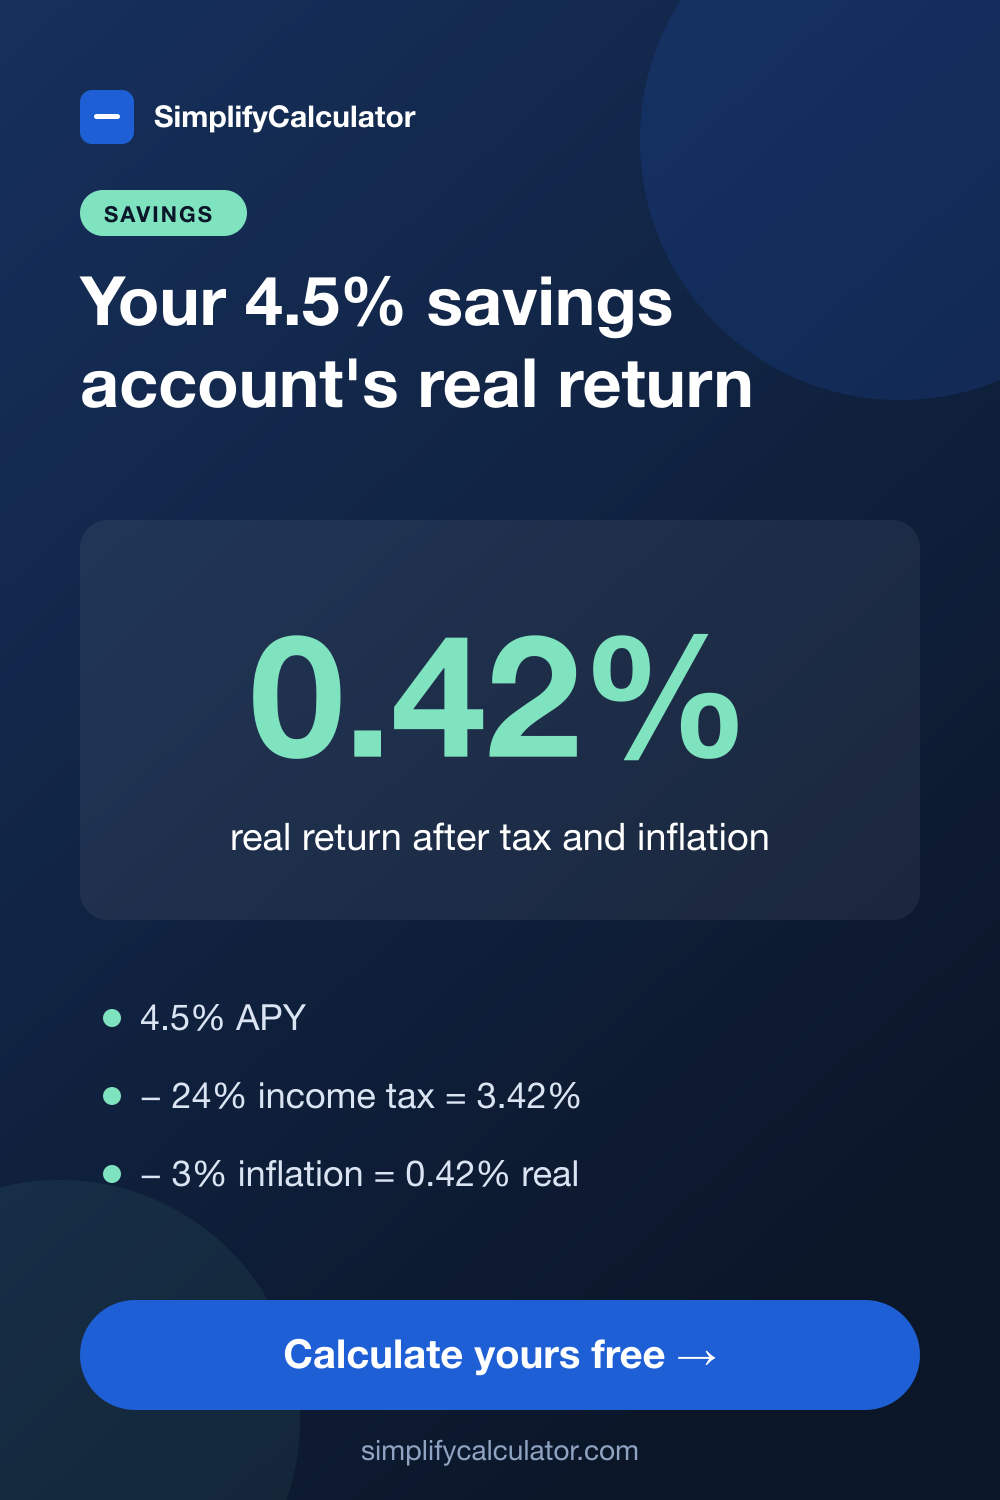 SimplifyCalculator
SAVINGS
Your 4.5% savings
account's real return
0.42%
real return after tax and inflation
4.5% APY
– 24% income tax = 3.42%
– 3% inflation = 0.42% real
Calculate yours free →
simplifycalculator.com